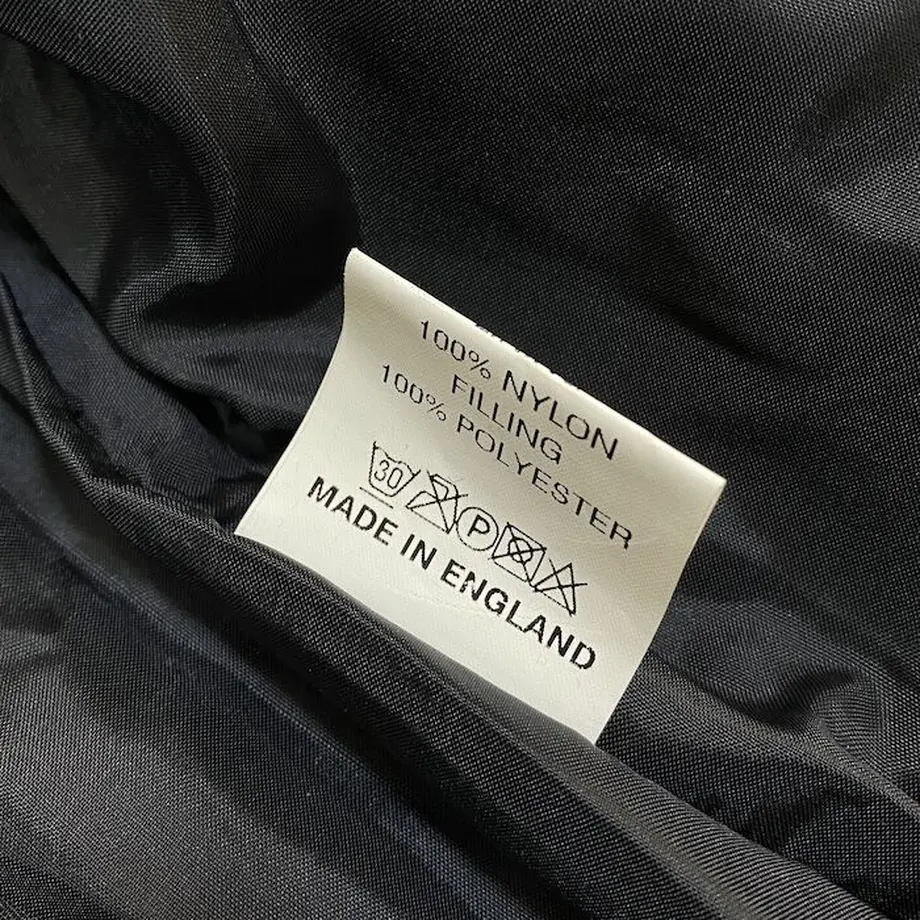 100% NYLON
FILLING
100% POLYESTER
30 P
MADE IN ENGLAND